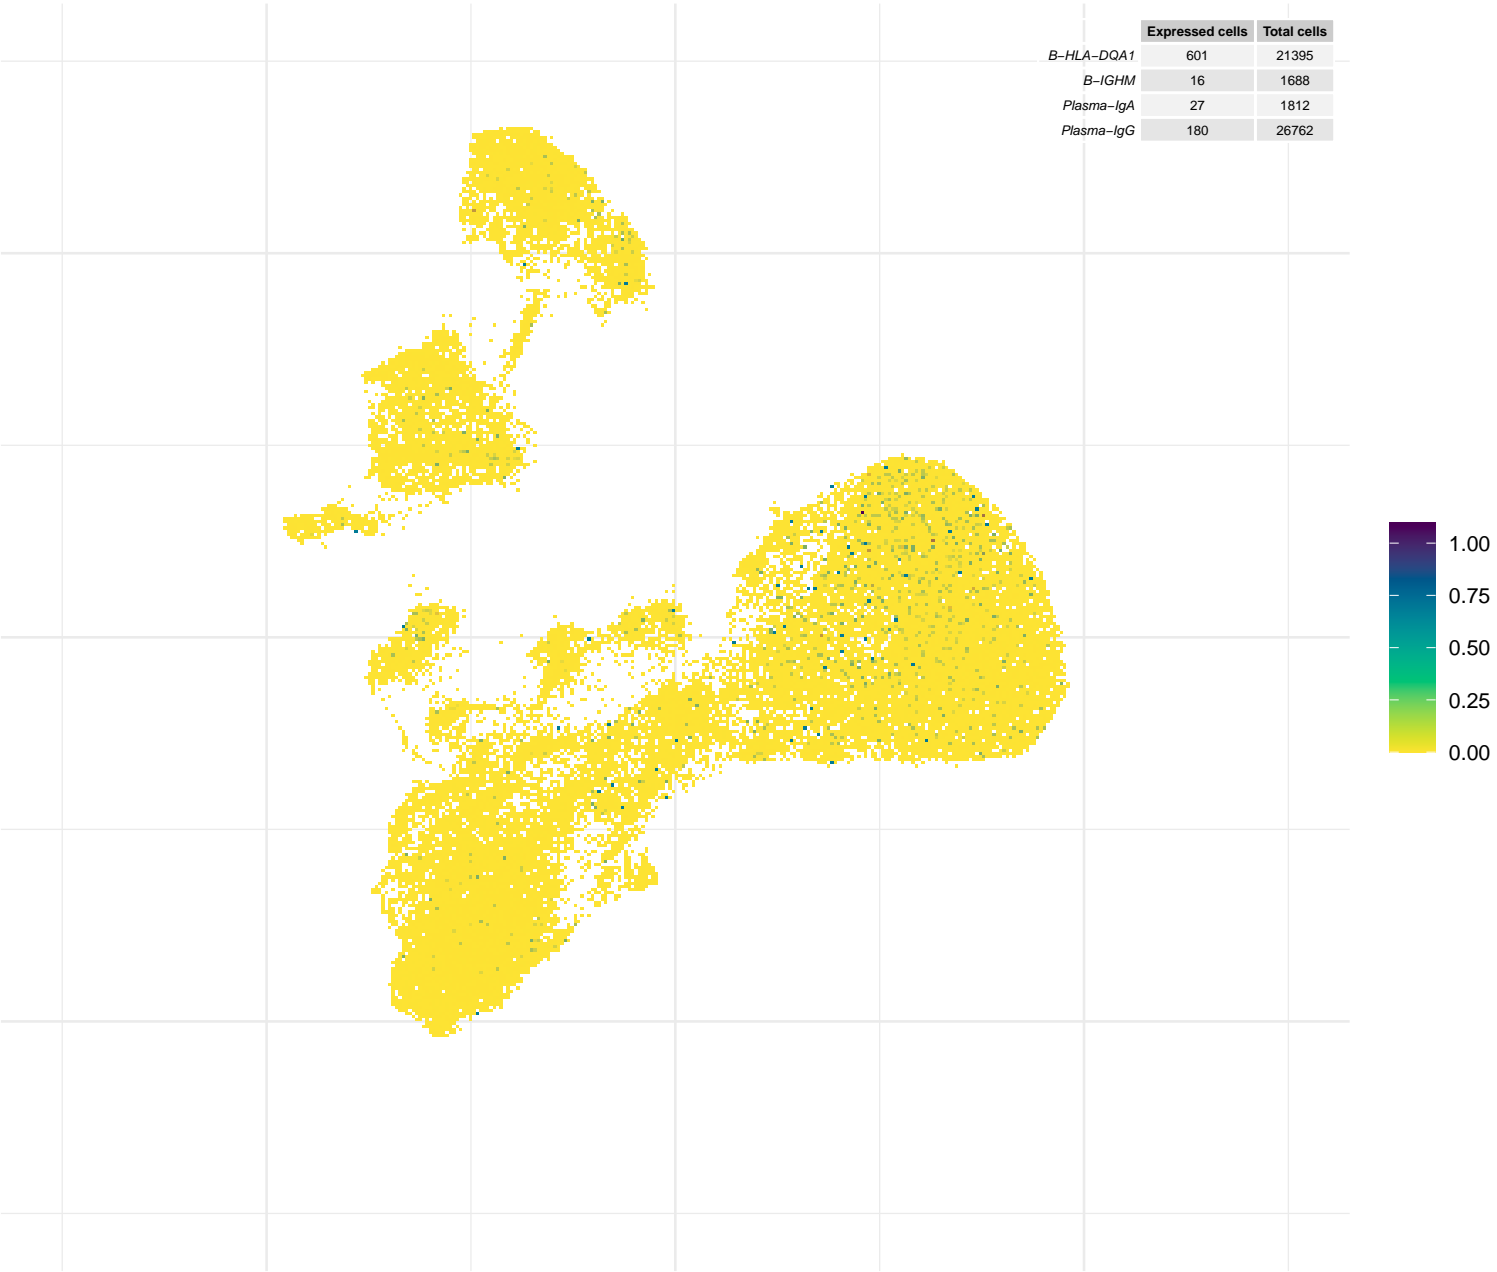 Expressed cells Total cells
B–HLA–DQA1 601 21395
B–IGHM 16 1688
Plasma–IgA 27 1812
Plasma–IgG 180 26762
1.00
0.75
0.50
0.25
0.00